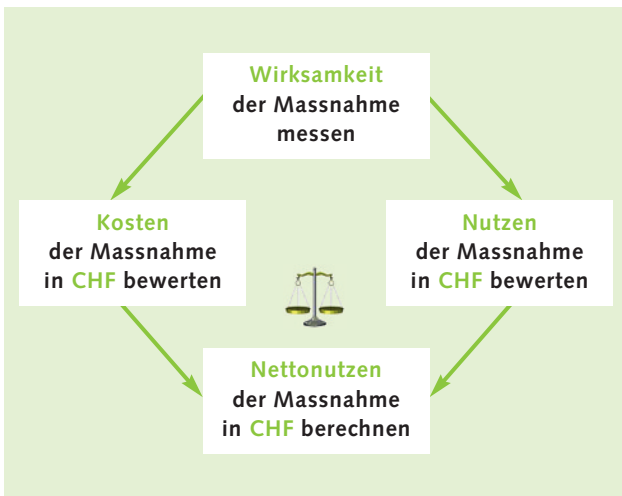 Wirksamkeit
der Massnahme
messen
Kosten
der Massnahme
in CHF bewerten
Nutzen
der Massnahme
in CHF bewerten
Nettonutzen
der Massnahme
in CHF berechnen